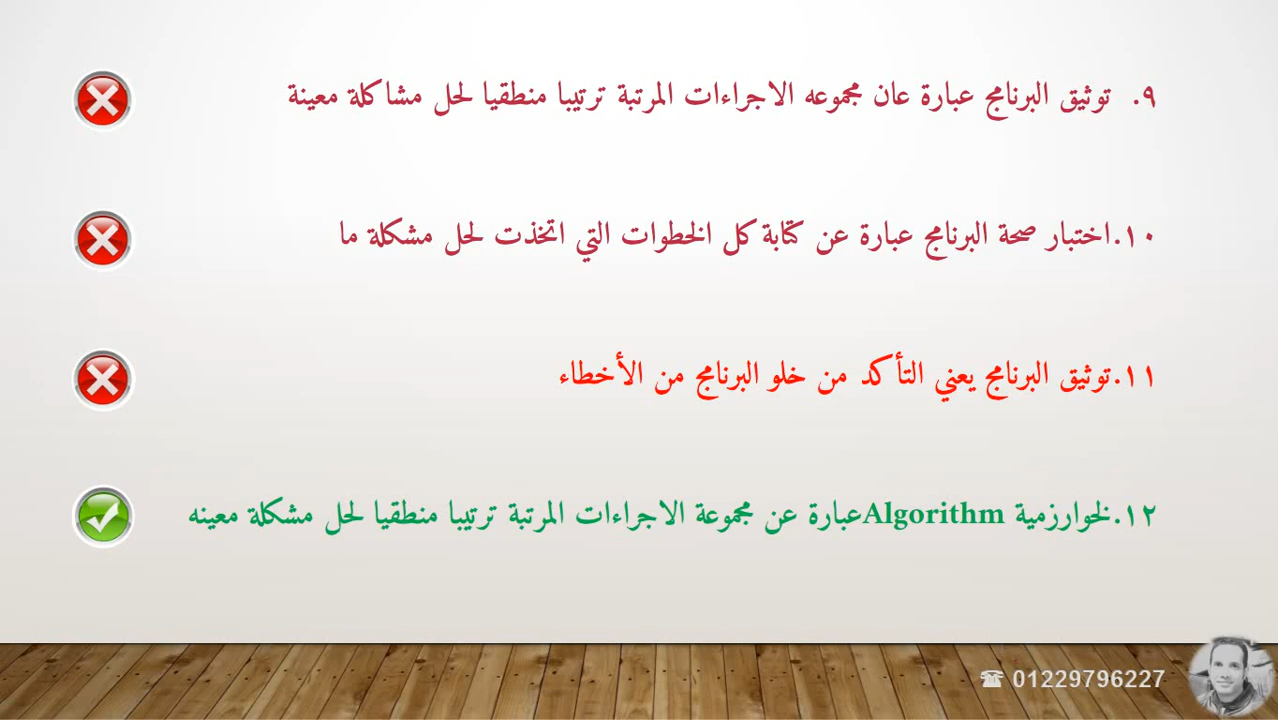 ٩. توثيق البرنامج عبارة عان مجموعه الاجراءات المرتبة ترتيبا منطقيا لحل مشاكلة معينة
١٠.اختبار صحة البرنامج عبارة عن كتابة كل الخطوات التي اتخذت لحل مشكلة ما
١١.توثيق البرنامج يعني التأكد من خلو البرنامج من الأخطاء
١٢.لخوارزمية Algorithmعبارة عن مجموعة الاجراءات المرتبة ترتيبا منطقيا لحل مشكلة معينه
☎ 01229796227